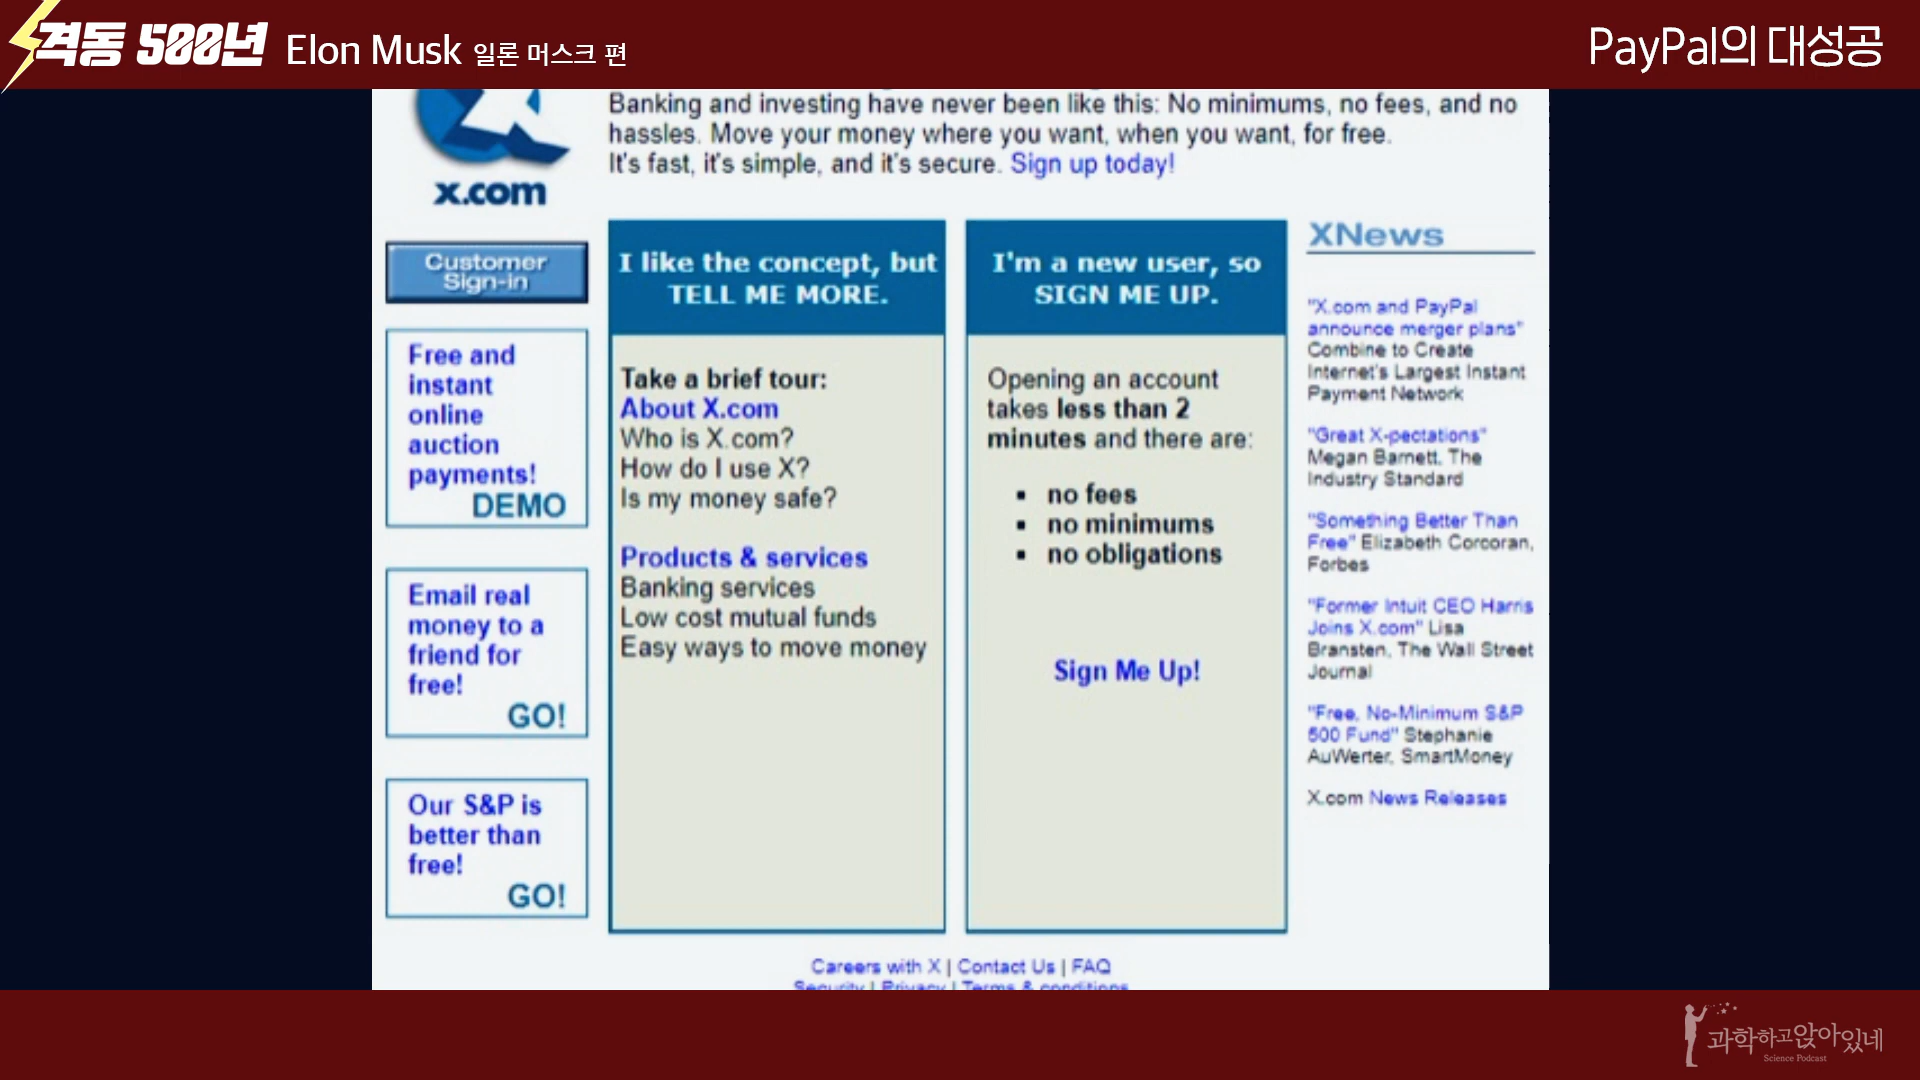 격동 500년 Elon Musk 일론 머스크 편
PayPal의 대성공
Banking and investing have never been like this: No minimums, no fees, and no
hassles. Move your money where you want, when you want, for free.
It's fast, it's simple, and it's secure. Sign up today!
x.com
Customer
Sign-in
Free and
instant
online
auction
payments!
DEMO
Email real
money to a
friend for
free!
GO!
Our S&P is
better than
free!
GO!
I like the concept, but
TELL ME MORE.
Take a brief tour:
About X.com
Who is X.com?
How do I use X?
Is my money safe?
Products & services
Banking services
Low cost mutual funds
Easy ways to move money
I'm a new user, so
SIGN ME UP.
Opening an account
takes less than 2
minutes and there are:
▪ no fees
▪ no minimums
▪ no obligations
Sign Me Up!
XNews
"X.com and PayPal
announce merger plans"
Combine to Create
Internet's Largest Instant
Payment Network
"Great X-pectations"
Megan Barnett, The
Industry Standard
"Something Better Than
Free" Elizabeth Corcoran,
Forbes
"Former Intuit CEO Harris
Joins X.com" Lisa
Bransten, The Wall Street
Journal
"Free, No-Minimum S&P
500 Fund" Stephanie
AuWerter, SmartMoney
X.com News Releases
Careers with X | Contact Us | FAQ
Security | Privacy | Terms & conditions
과학하고앉아있네
Science Podcast